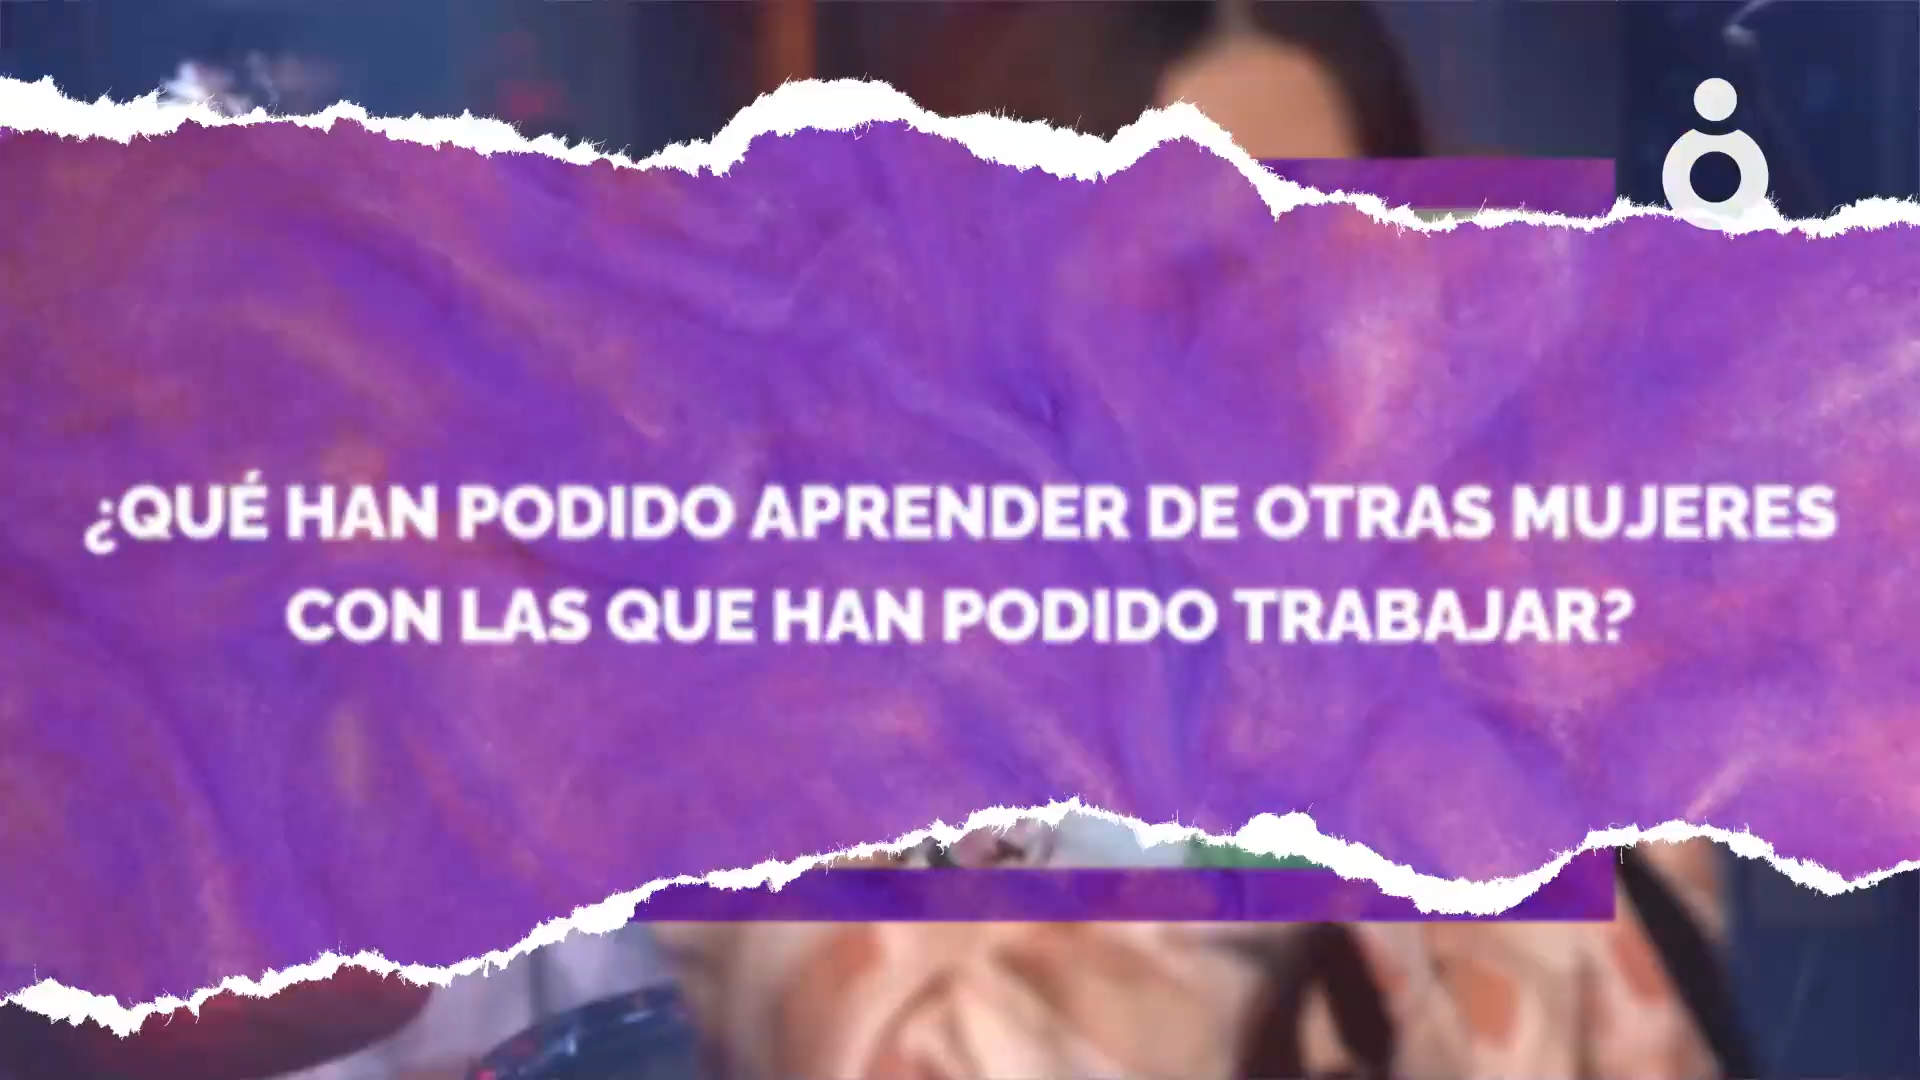 ¿QUÉ HAN PODIDO APRENDER DE OTRAS MUJERES
CON LAS QUE HAN PODIDO TRABAJAR?